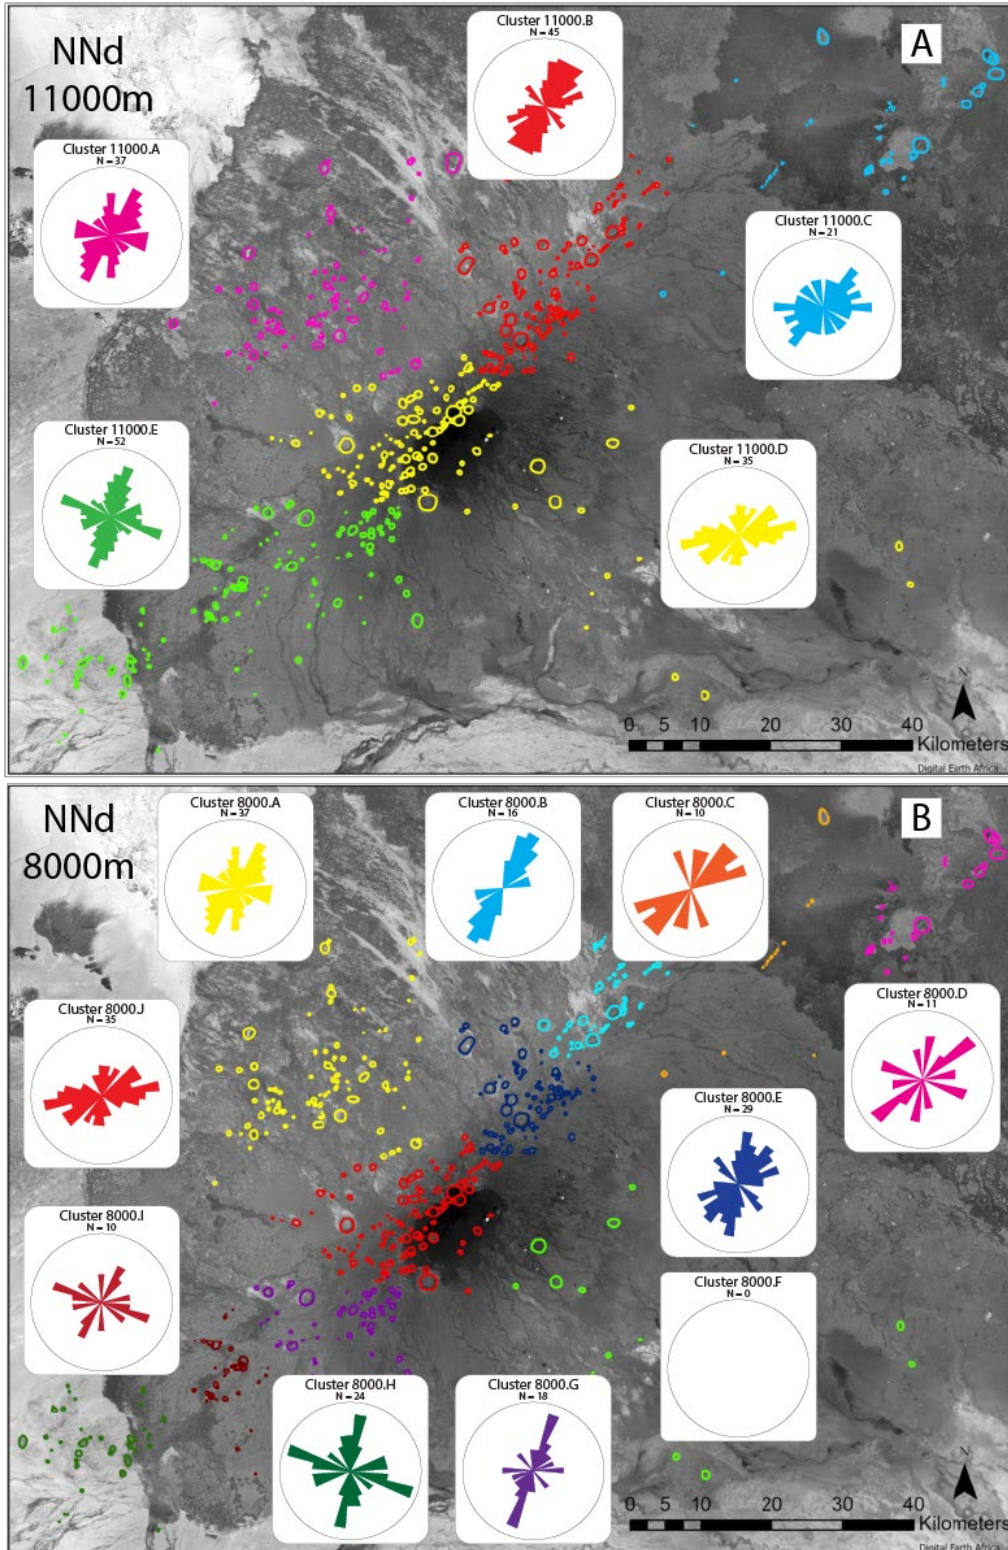 NNd
11000m
Cluster 11000.B
N = 45
A
Cluster 11000.A
N = 37
Cluster 11000.C
N = 21
Cluster 11000.E
N = 52
Cluster 11000.D
N = 35
N
0 5 10 20 30 40
Kilometers
Digital Earth Africa
NNd
8000m
Cluster 8000.A
N = 37
Cluster 8000.B
N = 16
Cluster 8000.C
N = 10
B
Cluster 8000.J
N = 35
Cluster 8000.D
N = 11
Cluster 8000.E
N = 29
Cluster 8000.I
N = 10
Cluster 8000.F
N = 0
Cluster 8000.H
N = 24
Cluster 8000.G
N = 18
N
0 5 10 20 30 40
Kilometers
Digital Earth Africa